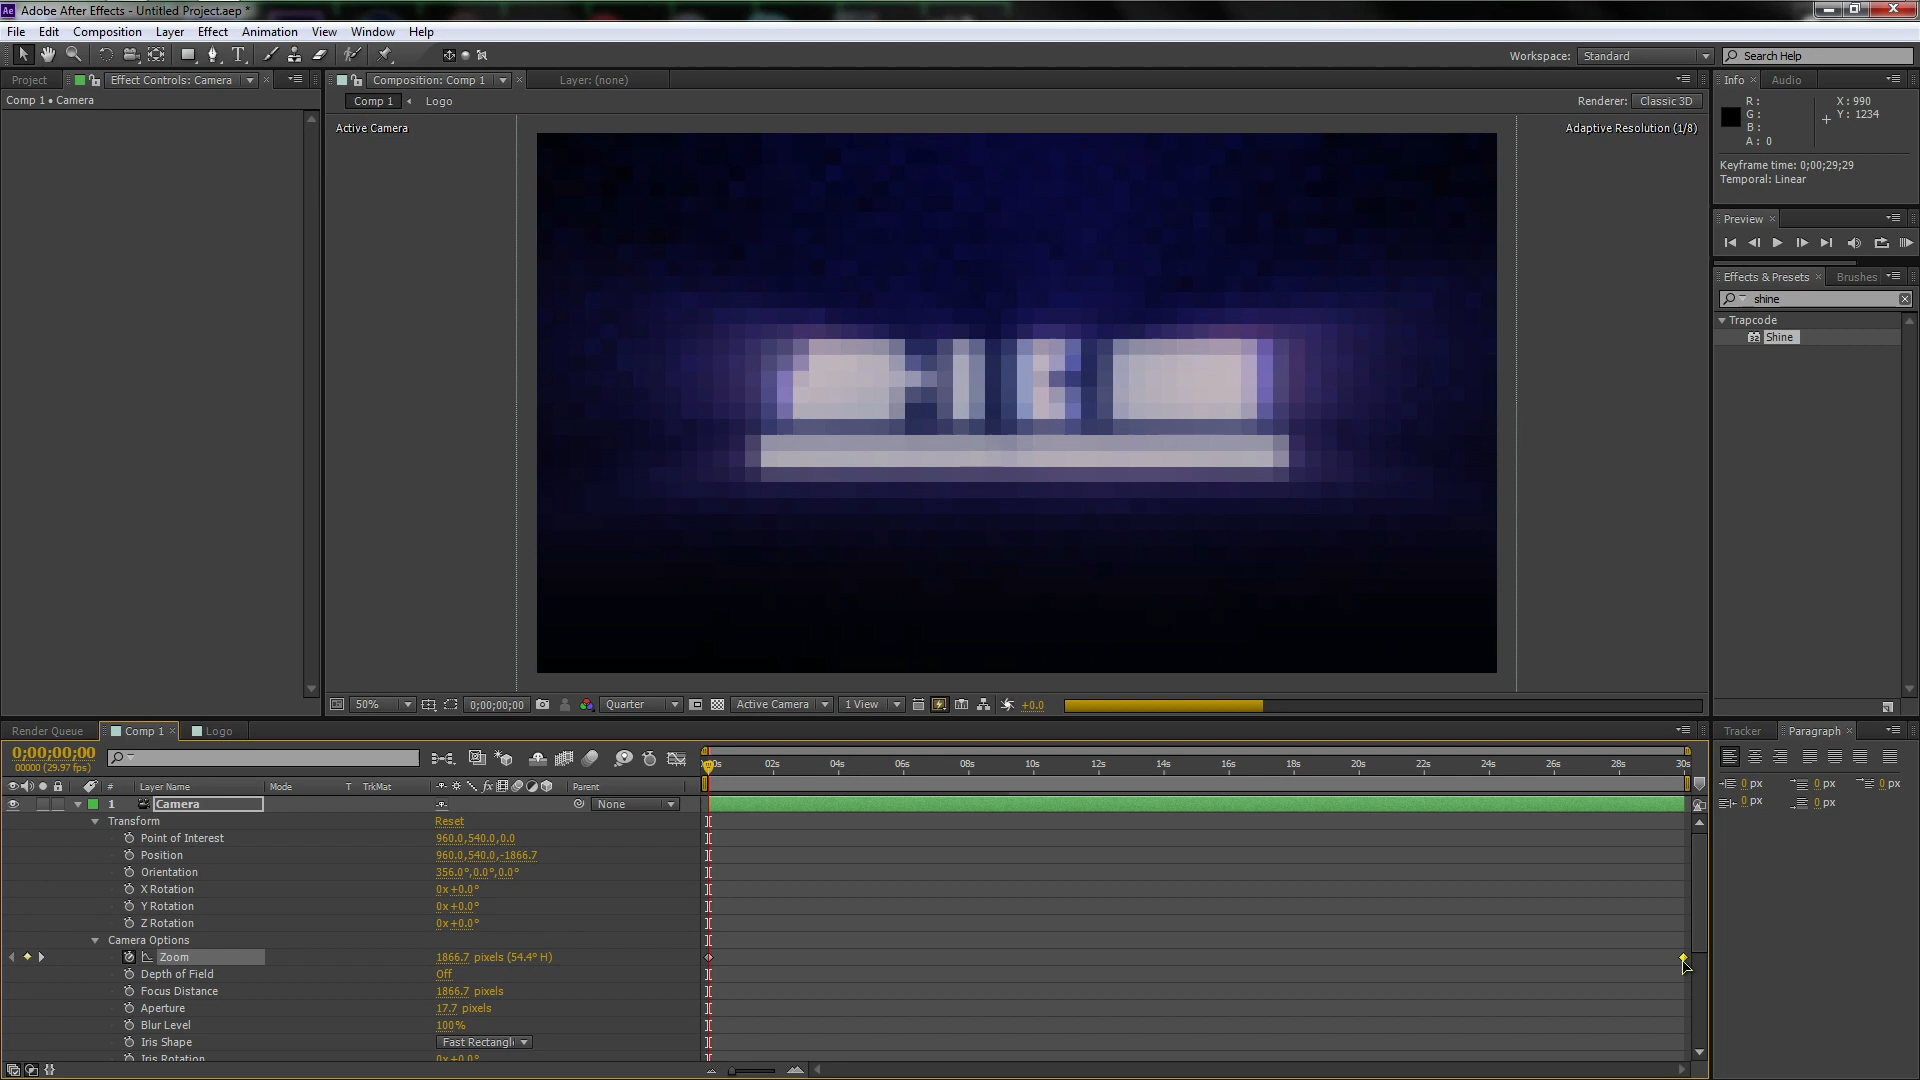 Ae Adobe After Effects - Untitled Project.aep *
File Edit Composition Layer Effect Animation View Window Help
Workspace: Standard Search Help
Project Effect Controls: Camera Composition: Comp 1 Layer: (none) Info Audio
Comp 1 • Camera
Comp 1 Logo Renderer: Classic 3D
Active Camera Adaptive Resolution (1/8)
R: X: 990
G: Y: 1234
B:
A: 0
Keyframe time: 0;00;29;29
Temporal: Linear
Preview
Effects & Presets Brushes
shine
Trapcode
32 Shine
50% 0;00;00;00 Quarter Active Camera 1 View +0.0
Render Queue Comp 1 Logo Tracker Paragraph
0;00;00;00
00000 (29.97 fps)
02s 04s 06s 08s 10s 12s 14s 16s 18s 20s 22s 24s 26s 28s 30s
# Layer Name Mode T TrkMat fx Parent
0 px 0 px 0 px
0 px 0 px
1 Camera None
Transform Reset
Point of Interest 960.0,540.0,0.0
Position 960.0,540.0,-1866.7
Orientation 356.0°,0.0°,0.0°
X Rotation 0x+0.0°
Y Rotation 0x+0.0°
Z Rotation 0x+0.0°
Camera Options
Zoom 1866.7 pixels (54.4° H)
Depth of Field Off
Focus Distance 1866.7 pixels
Aperture 17.7 pixels
Blur Level 100%
Iris Shape Fast Rectangl
Iris Rotation 0x+0.0°